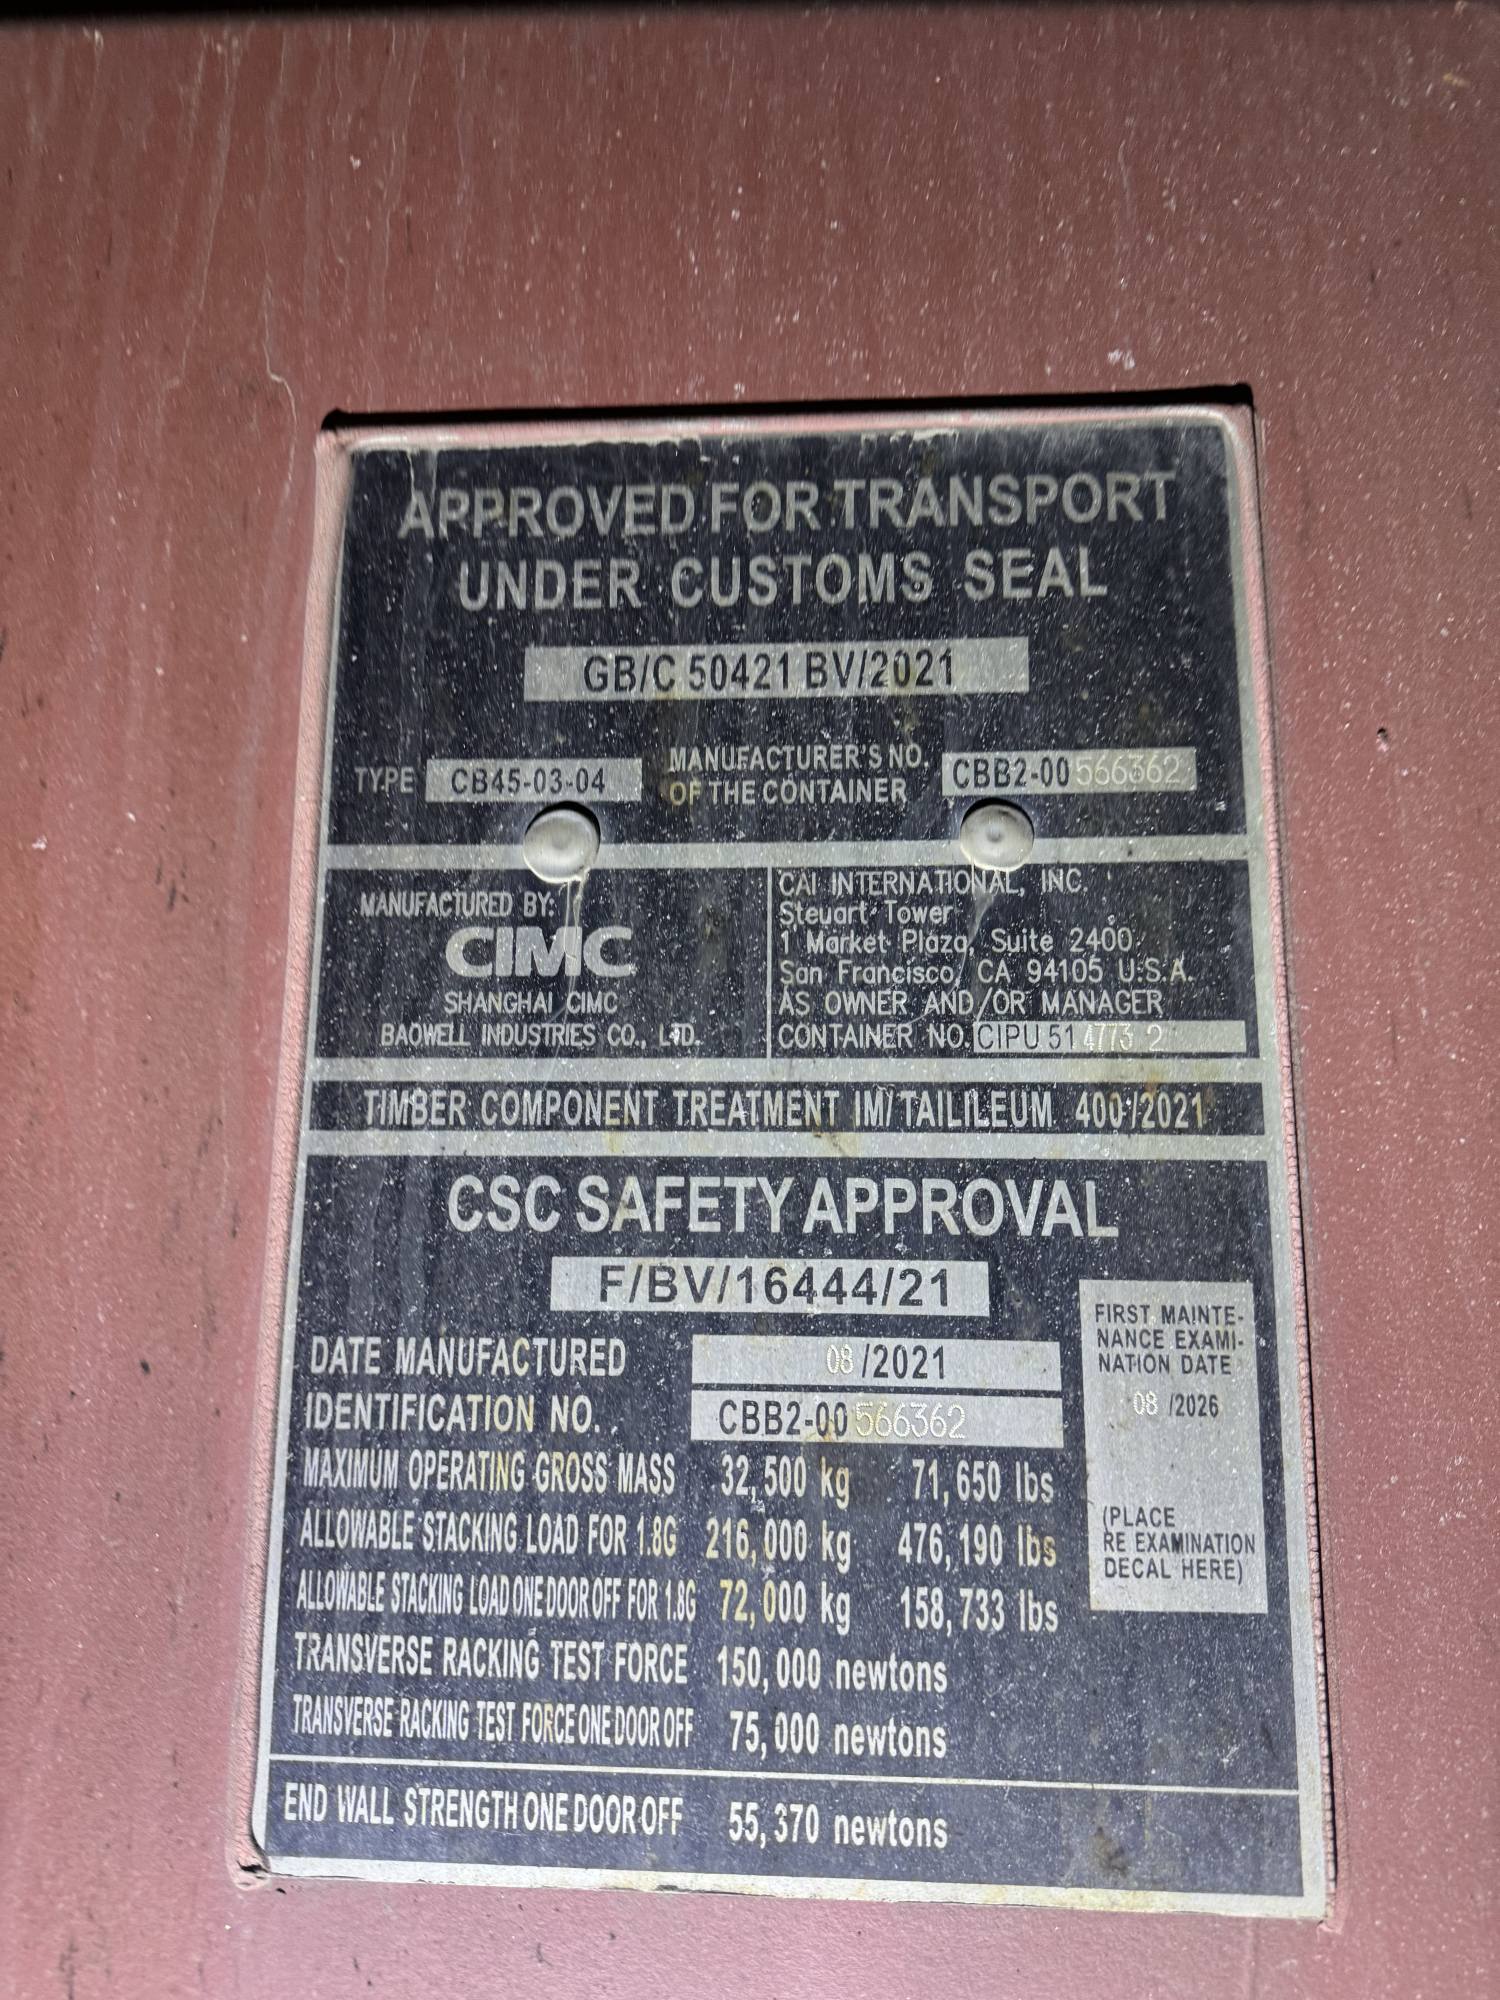 APPROVED FOR TRANSPORT
UNDER CUSTOMS SEAL
GB/C 50421 BV/2021
TYPE CB45-03-04
MANUFACTURER'S NO.
OF THE CONTAINER
CBB2-00566362
MANUFACTURED BY:
CIMC
SHANGHAI CIMC
BAOWELL INDUSTRIES CO., LTD.
CAI INTERNATIONAL, INC.
Steuart Tower
1 Market Plaza, Suite 2400
San Francisco, CA 94105 U.S.A.
AS OWNER AND/OR MANAGER
CONTAINER NO. CIPU 514773 2
TIMBER COMPONENT TREATMENT IM/TAILILEUM 400/2021
CSC SAFETY APPROVAL
F/BV/16444/21
DATE MANUFACTURED 08/2021
IDENTIFICATION NO. CBB2-00566362
MAXIMUM OPERATING GROSS MASS 32,500 kg 71,650 lbs
ALLOWABLE STACKING LOAD FOR 1.8G 216,000 kg 476,190 lbs
ALLOWABLE STACKING LOAD ONE DOOR OFF FOR 1.8G 72,000 kg 158,733 lbs
TRANSVERSE RACKING TEST FORCE 150,000 newtons
TRANSVERSE RACKING TEST FORCE ONE DOOR OFF 75,000 newtons
END WALL STRENGTH ONE DOOR OFF 55,370 newtons
FIRST MAINTE-
NANCE EXAMI-
NATION DATE
08 /2026
(PLACE
RE EXAMINATION
DECAL HERE)